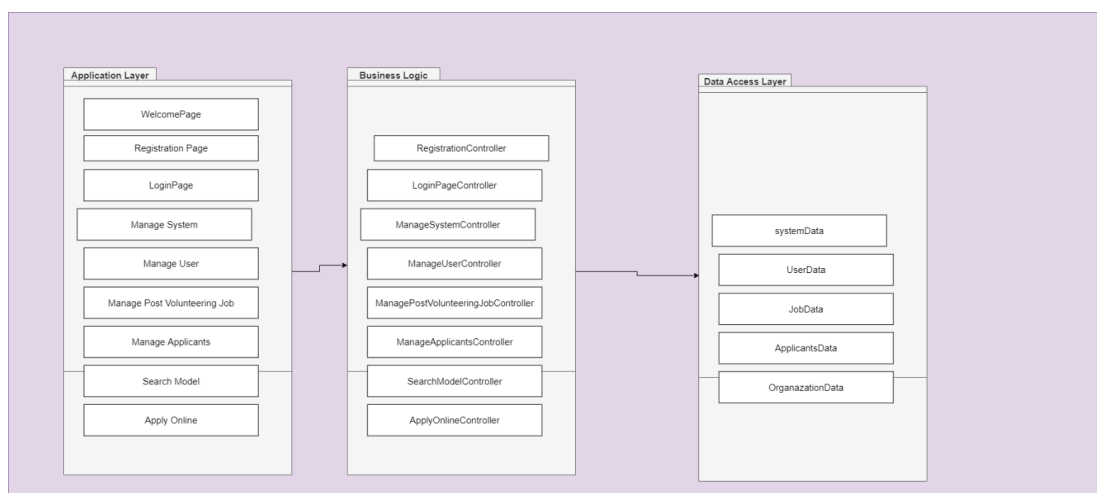 Application Layer
WelcomePage
Registration Page
LoginPage
Manage System
Manage User
Manage Post Volunteering Job
Manage Applicants
Search Model
Apply Online
Business Logic
RegistrationController
LoginPageController
ManageSystemController
ManageUserController
ManagePostVolunteeringJobController
ManageApplicantsController
SearchModelController
ApplyOnlineController
Data Access Layer
systemData
UserData
JobData
ApplicantsData
OrganazationData